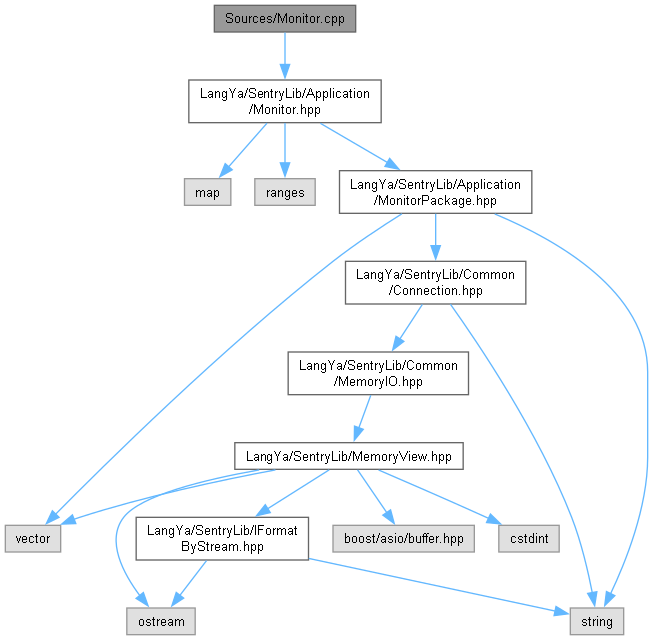 Sources/Monitor.cpp
LangYa/SentryLib/Application
/Monitor.hpp
map
ranges
LangYa/SentryLib/Application
/MonitorPackage.hpp
LangYa/SentryLib/Common
/Connection.hpp
LangYa/SentryLib/Common
/MemoryIO.hpp
LangYa/SentryLib/MemoryView.hpp
vector
LangYa/SentryLib/IFormat
ByStream.hpp
boost/asio/buffer.hpp
cstdint
ostream
string